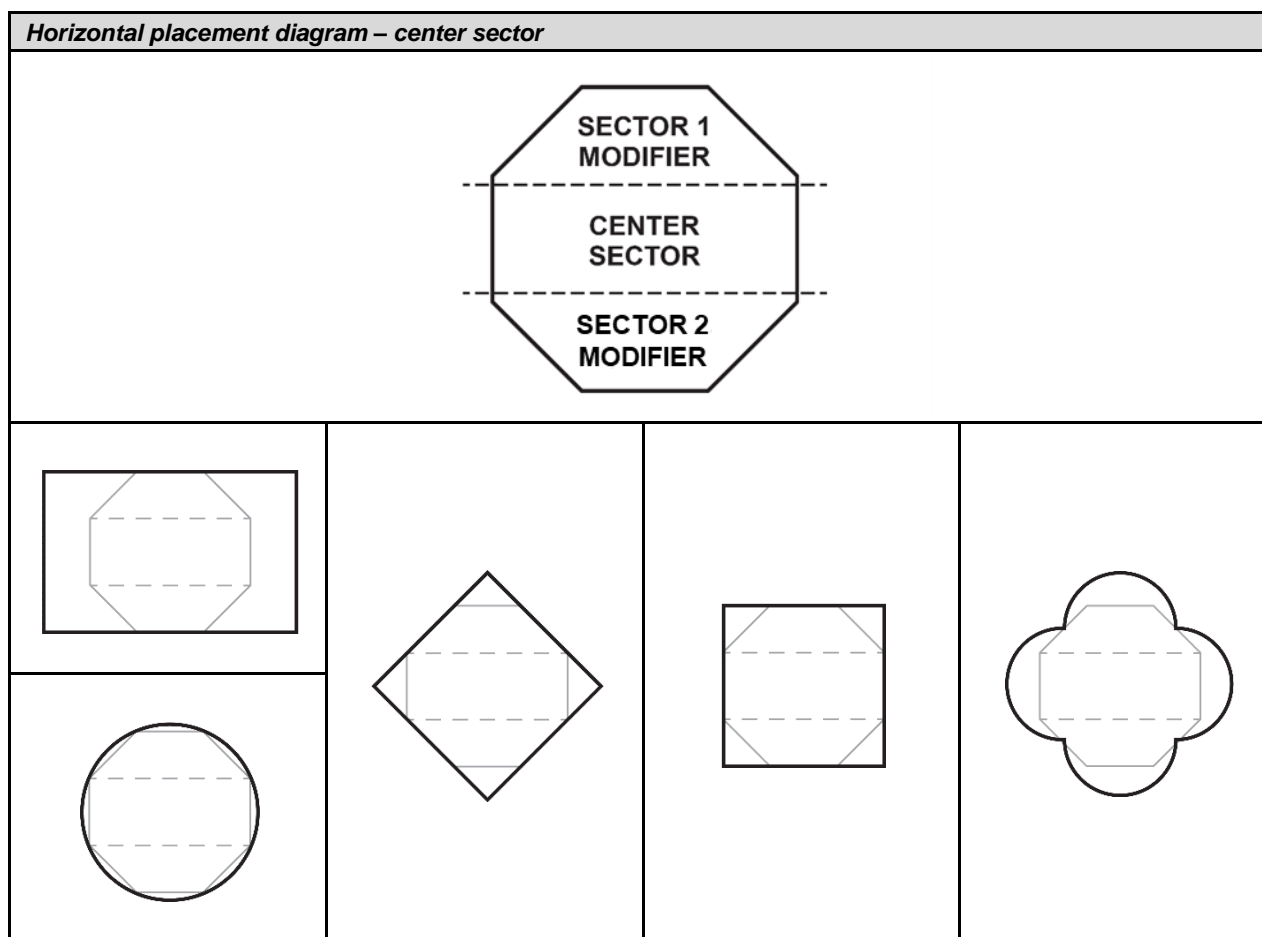 Horizontal placement diagram – center sector
SECTOR 1
MODIFIER
CENTER
SECTOR
SECTOR 2
MODIFIER